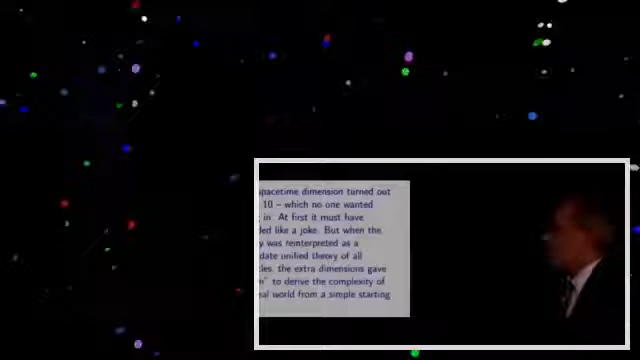 spacetime dimension turned out
10 – which no one wanted
in. At first it must have
like a joke. But when the
was reinterpreted as a
unified theory of all
the extra dimensions gave
to derive the complexity of
world from a simple starting